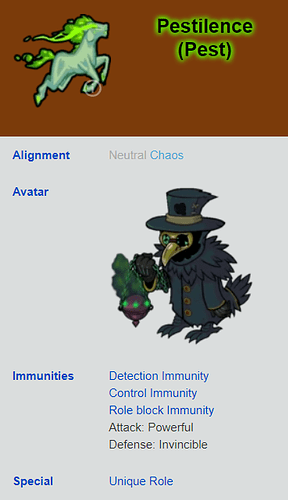 Pestilence
(Pest)
Alignment Neutral Chaos
Avatar
Immunities Detection Immunity
Control Immunity
Role block Immunity
Attack: Powerful
Defense: Invincible
Special Unique Role